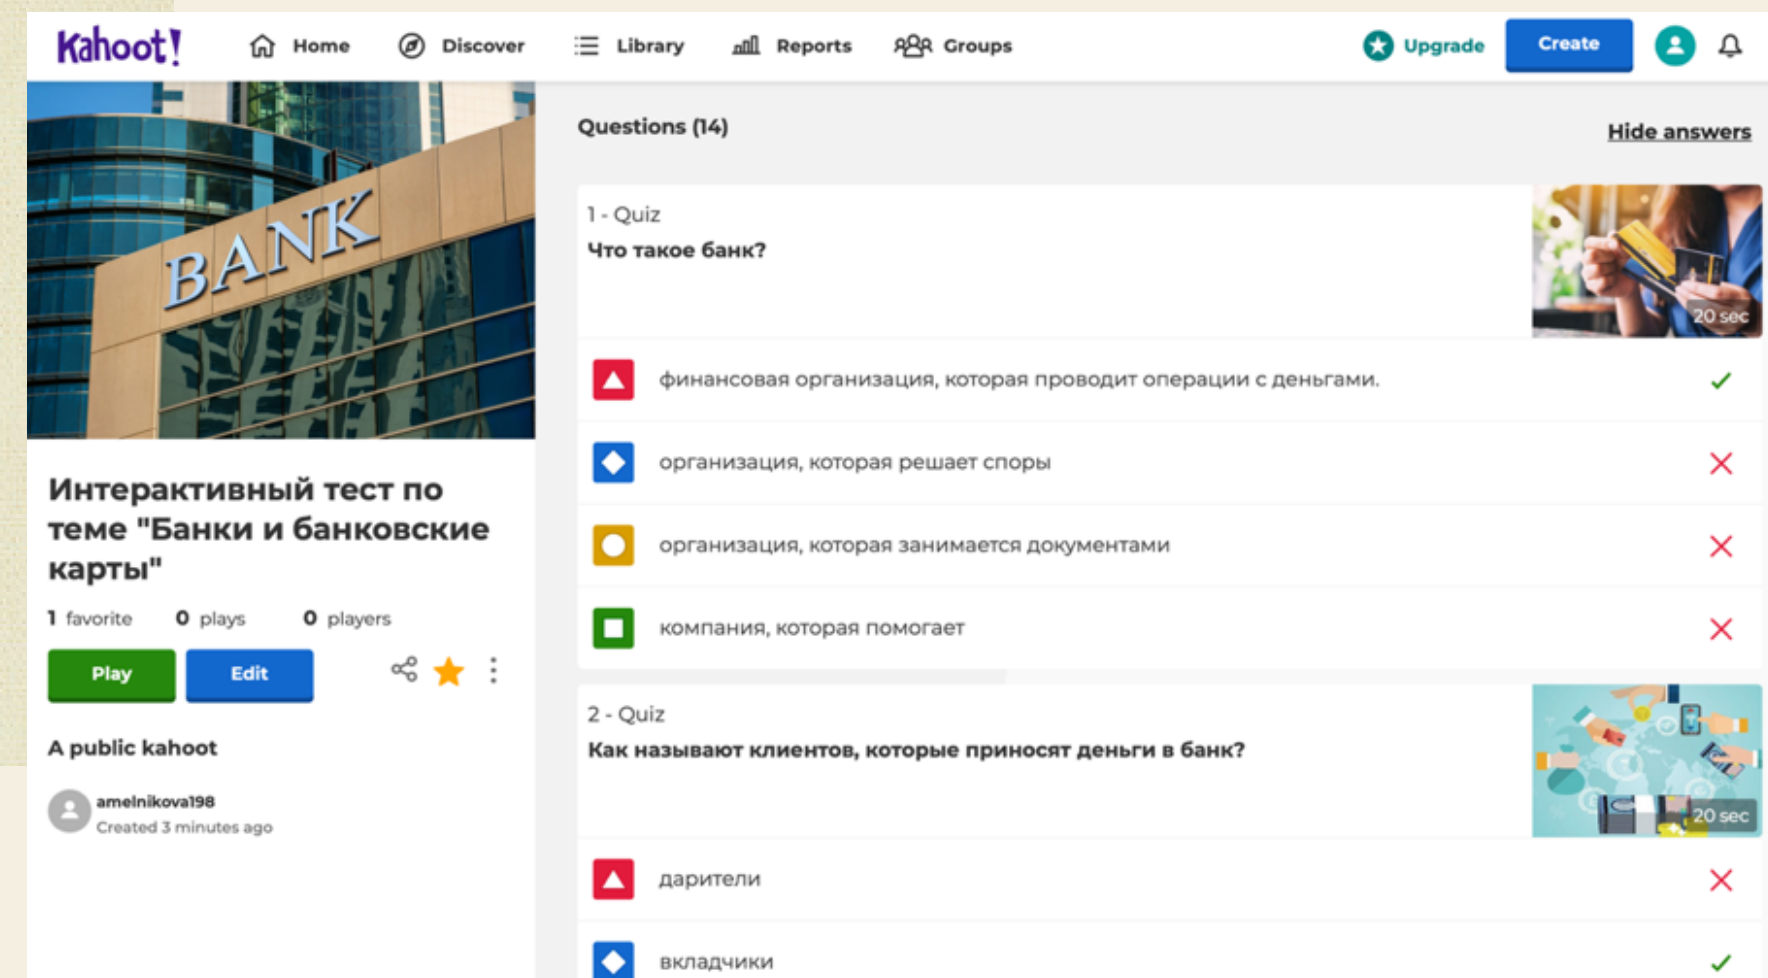 Kahoot!
Home
Discover
Library
Reports
Groups
Upgrade
Create
BANK
Интерактивный тест по
теме "Банки и банковские
карты"
1 favorite
0 plays
0 players
Play
Edit
A public kahoot
amelnikova198
Created 3 minutes ago
Questions (14)
Hide answers
1 - Quiz
Что такое банк?
20 sec
финансовая организация, которая проводит операции с деньгами.
организация, которая решает споры
организация, которая занимается документами
компания, которая помогает
2 - Quiz
Как называют клиентов, которые приносят деньги в банк?
20 sec
дарители
вкладчики